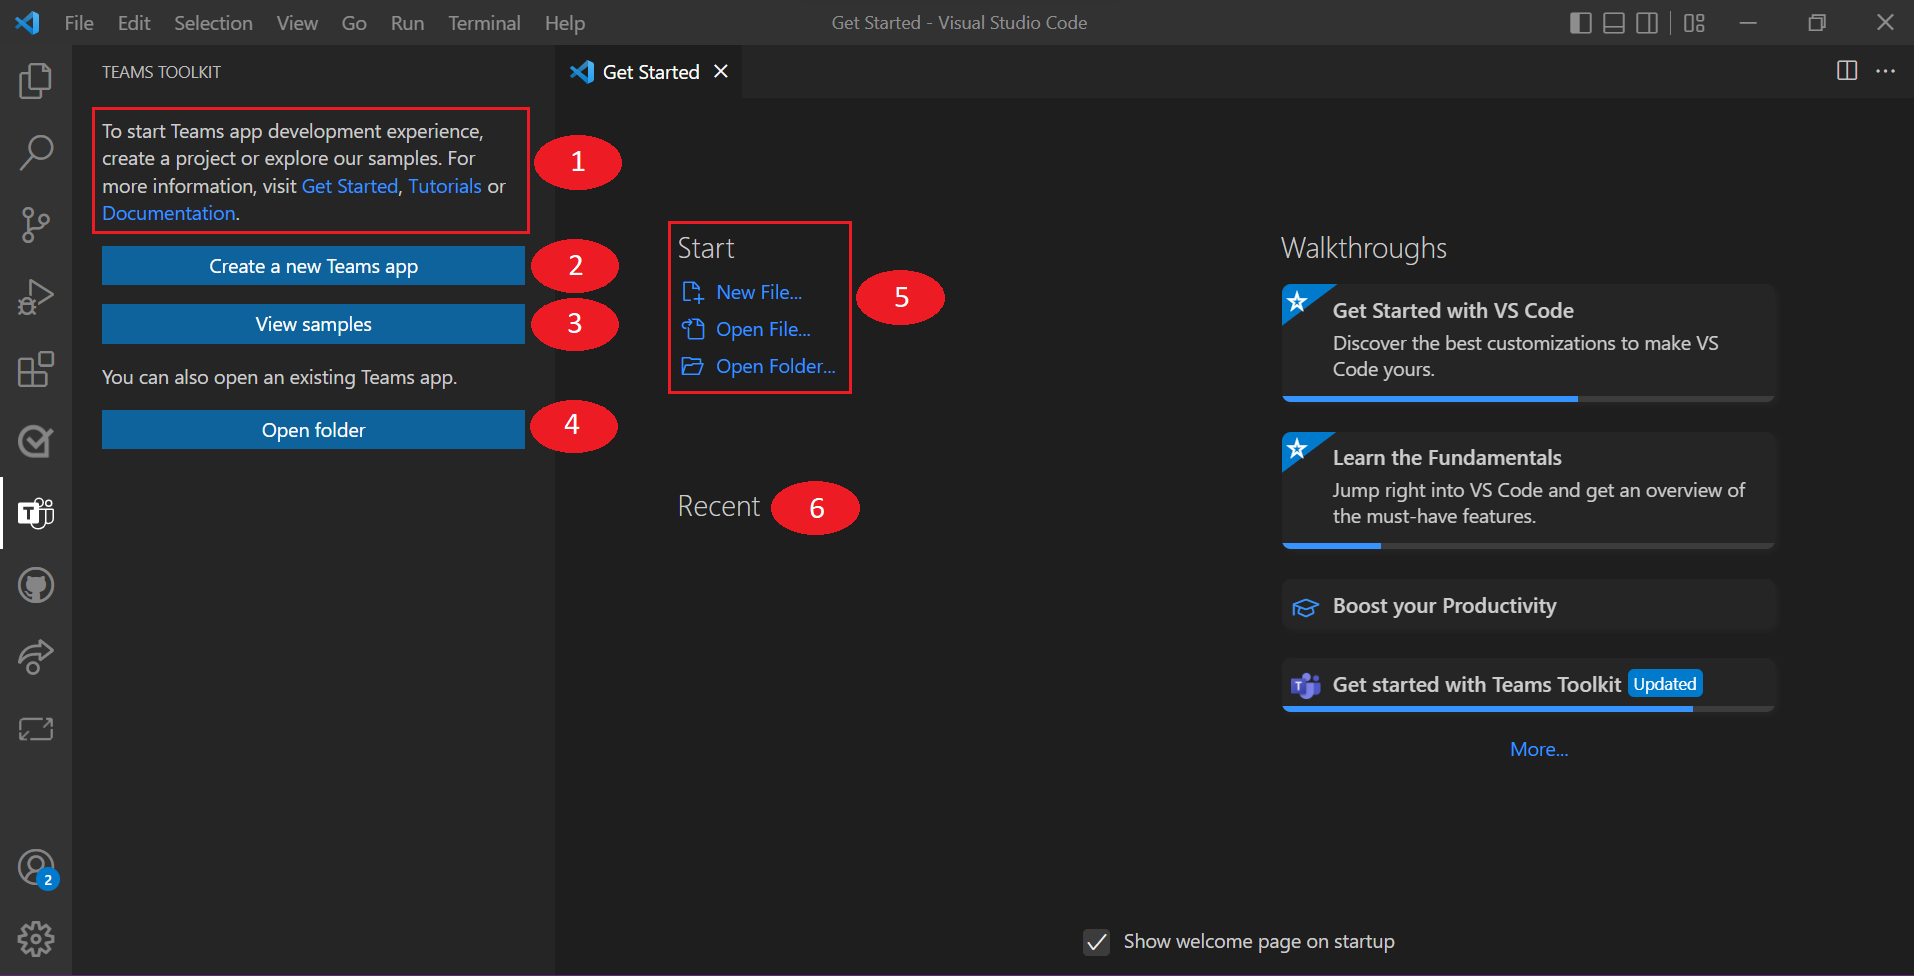 File Edit Selection View Go Run Terminal Help
Get Started - Visual Studio Code
TEAMS TOOLKIT
To start Teams app development experience,
create a project or explore our samples. For
more information, visit Get Started, Tutorials or
Documentation.
1
Create a new Teams app
2
View samples
3
You can also open an existing Teams app.
Open folder
4
2
Get Started
Start
New File...
Open File...
Open Folder...
5
Recent
6
Walkthroughs
Get Started with VS Code
Discover the best customizations to make VS
Code yours.
Learn the Fundamentals
Jump right into VS Code and get an overview of
the must-have features.
Boost your Productivity
Get started with Teams Toolkit Updated
More...
Show welcome page on startup